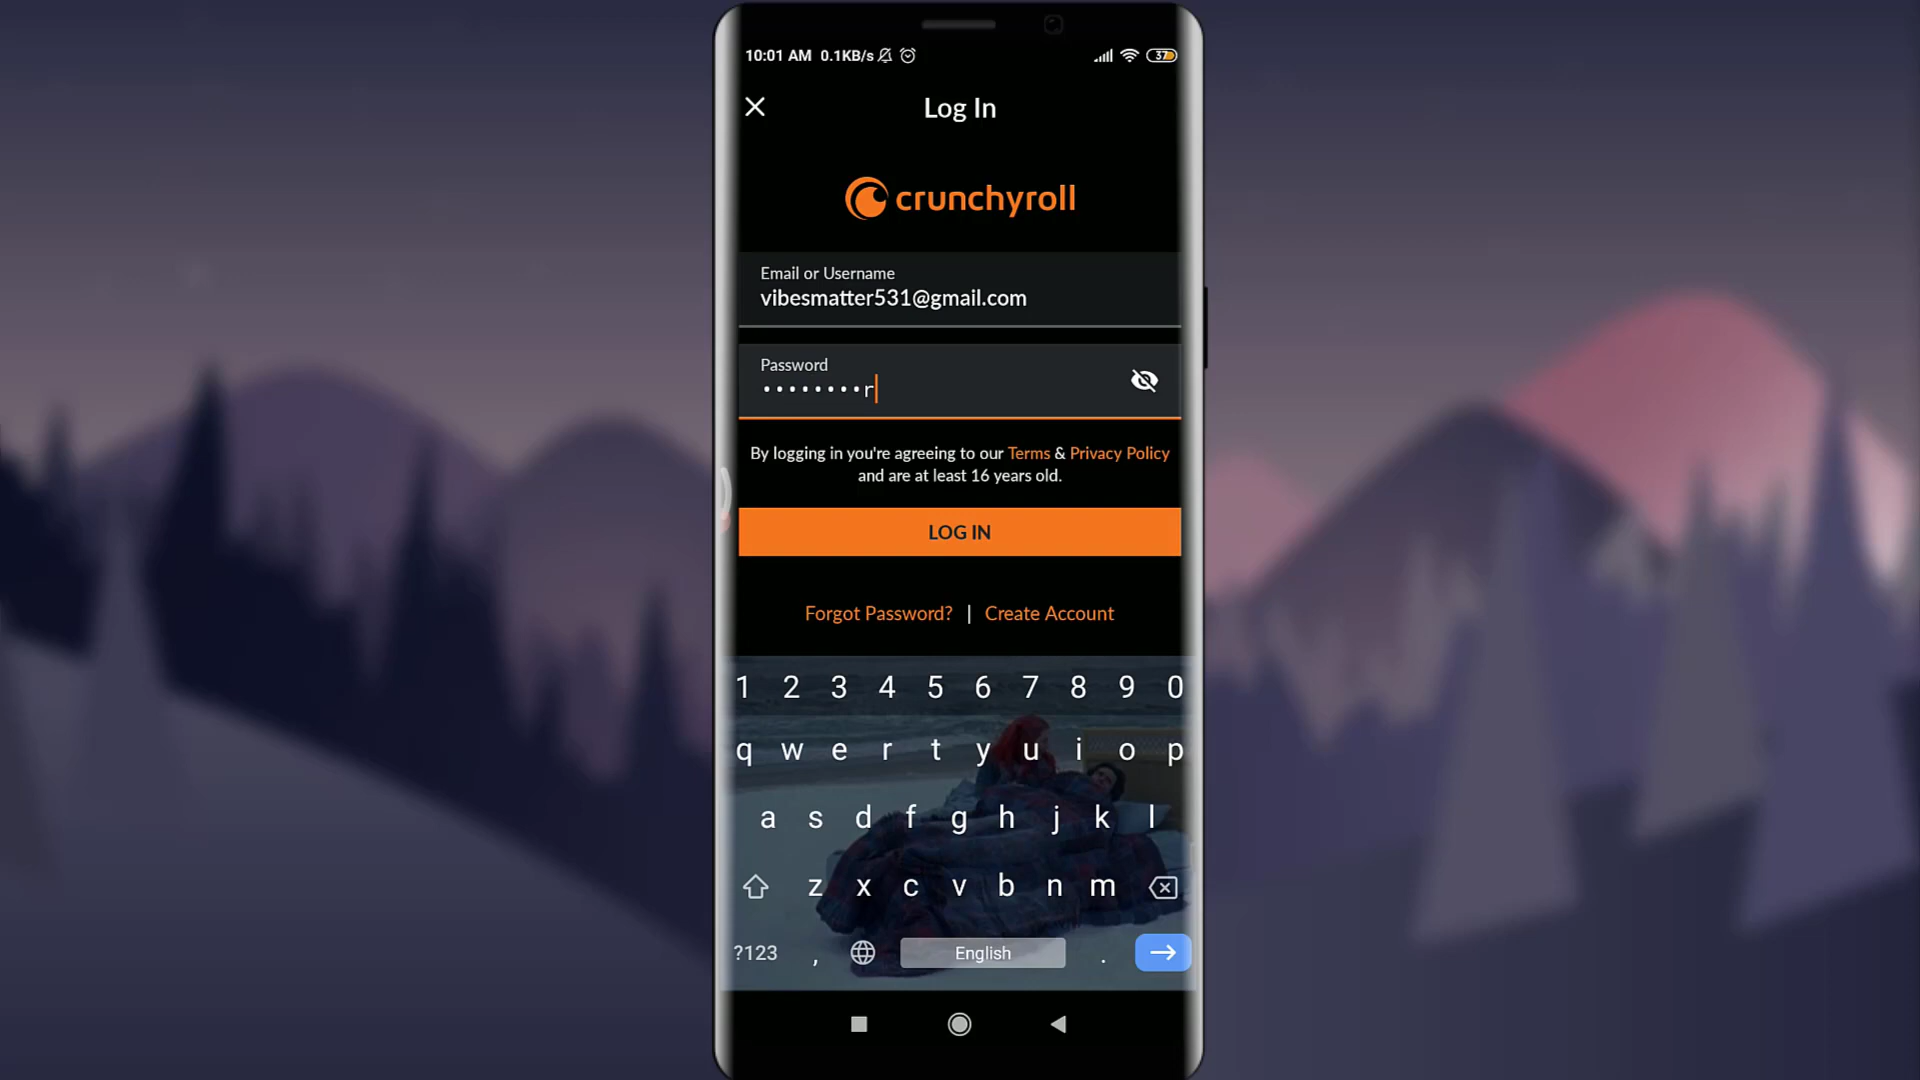 10:01 AM 0.1KB/s 37
Log In
crunchyroll
Email or Username
vibesmatter531@gmail.com
Password
••••••••r
By logging in you're agreeing to our Terms & Privacy Policy
and are at least 16 years old.
LOG IN
Forgot Password? | Create Account
1 2 3 4 5 6 7 8 9 0
q w e r t y u i o p
a s d f g h j k l
z x c v b n m
?123 , English .